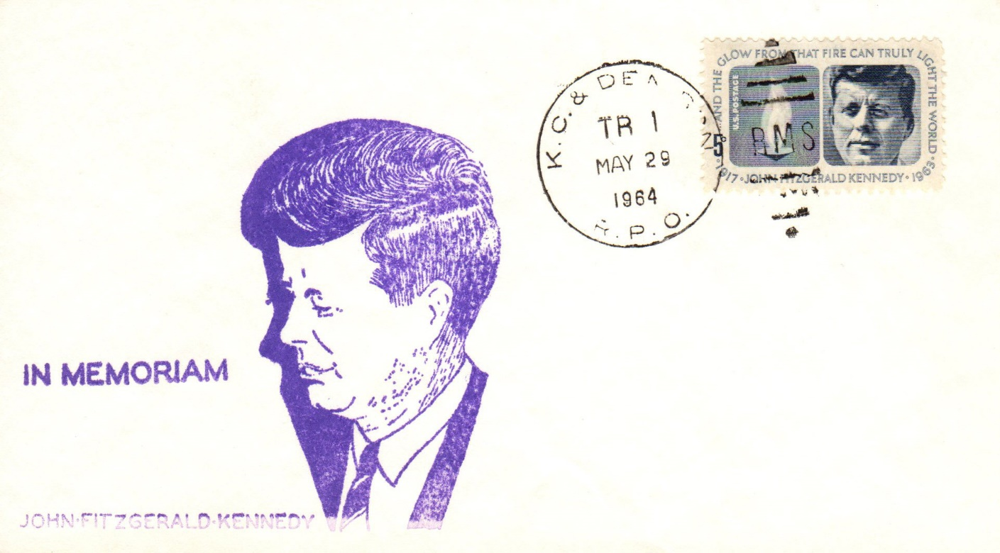 ...AND THE GLOW FROM THAT FIRE CAN TRULY LIGHT THE WORLD
U.S. POSTAGE
5
1917 • JOHN FITZGERALD KENNEDY • 1963
K.C. &
TR 1
MAY 29
1964
R.P.O.
RMS
IN MEMORIAM
JOHN·FITZGERALD·KENNEDY